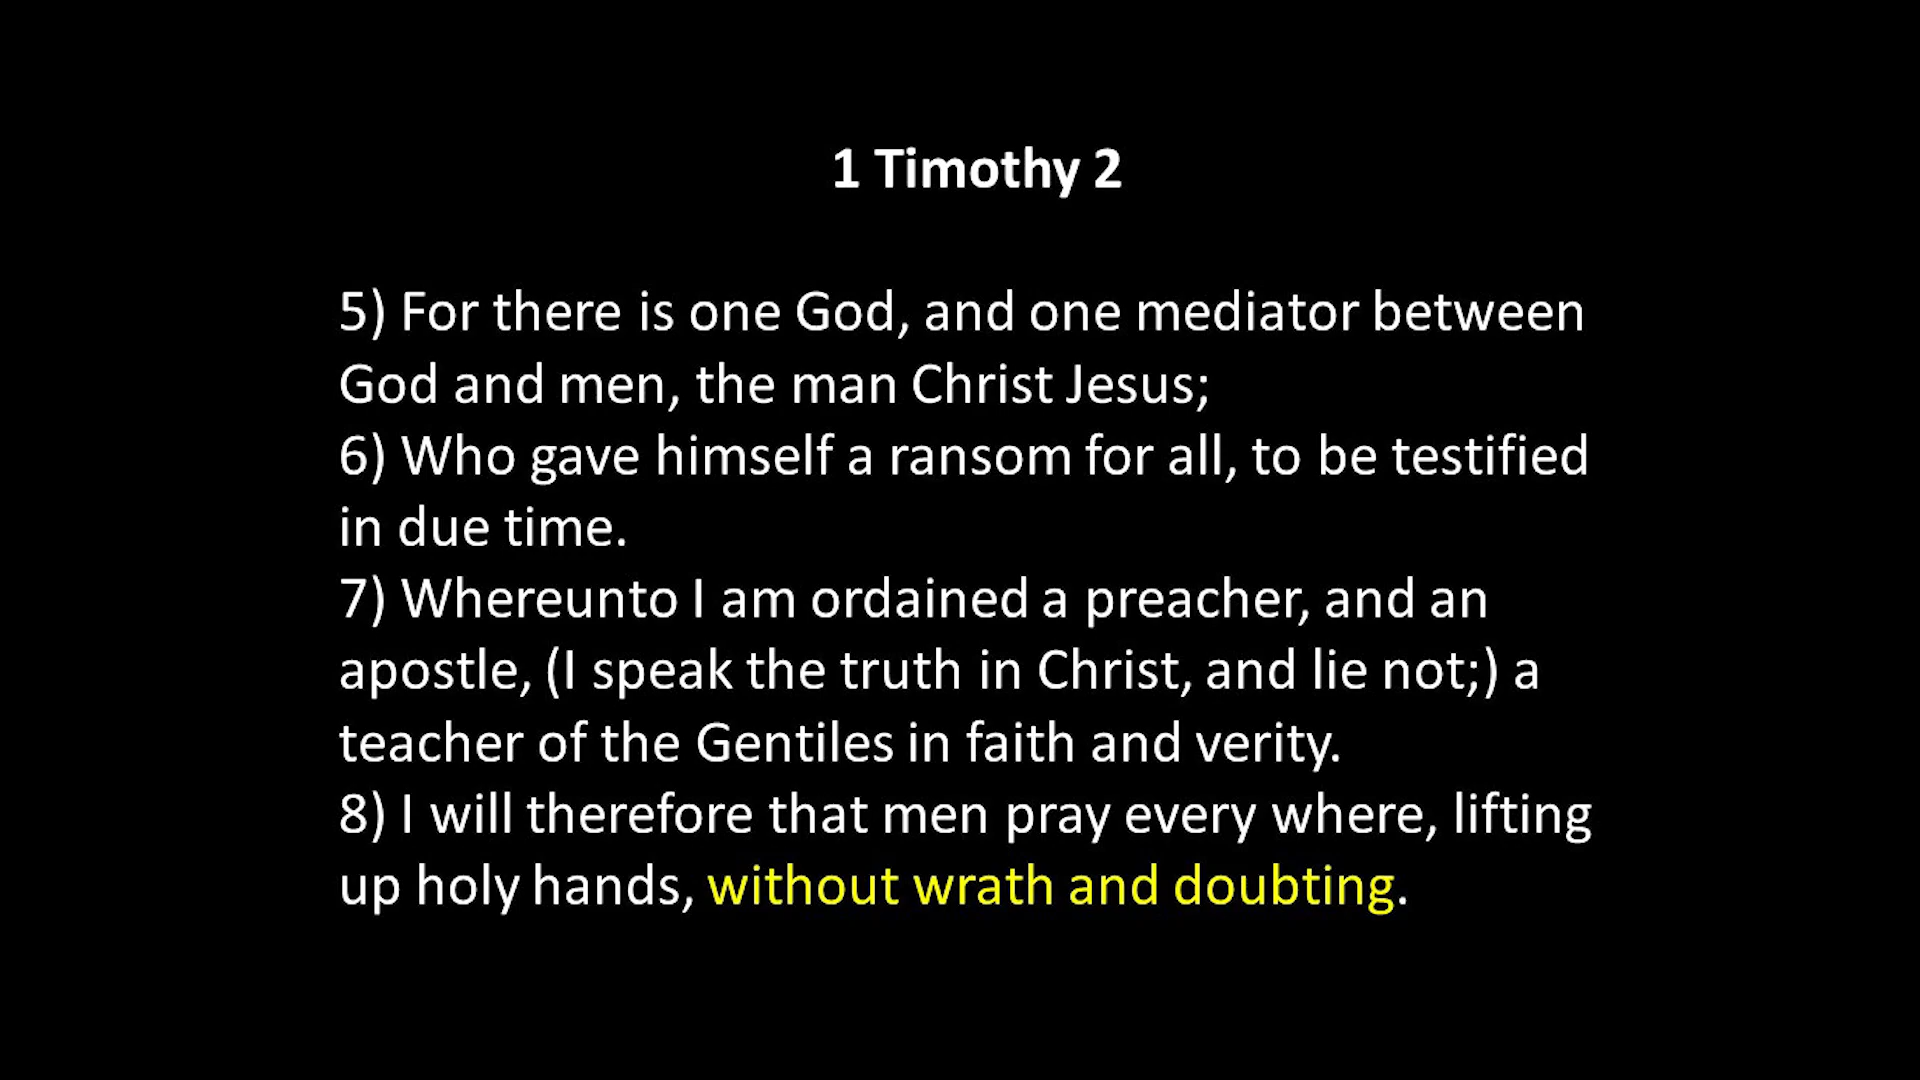 1 Timothy 2
5) For there is one God, and one mediator between
God and men, the man Christ Jesus;
6) Who gave himself a ransom for all, to be testified
in due time.
7) Whereunto I am ordained a preacher, and an
apostle, (I speak the truth in Christ, and lie not;) a
teacher of the Gentiles in faith and verity.
8) I will therefore that men pray every where, lifting
up holy hands, without wrath and doubting.